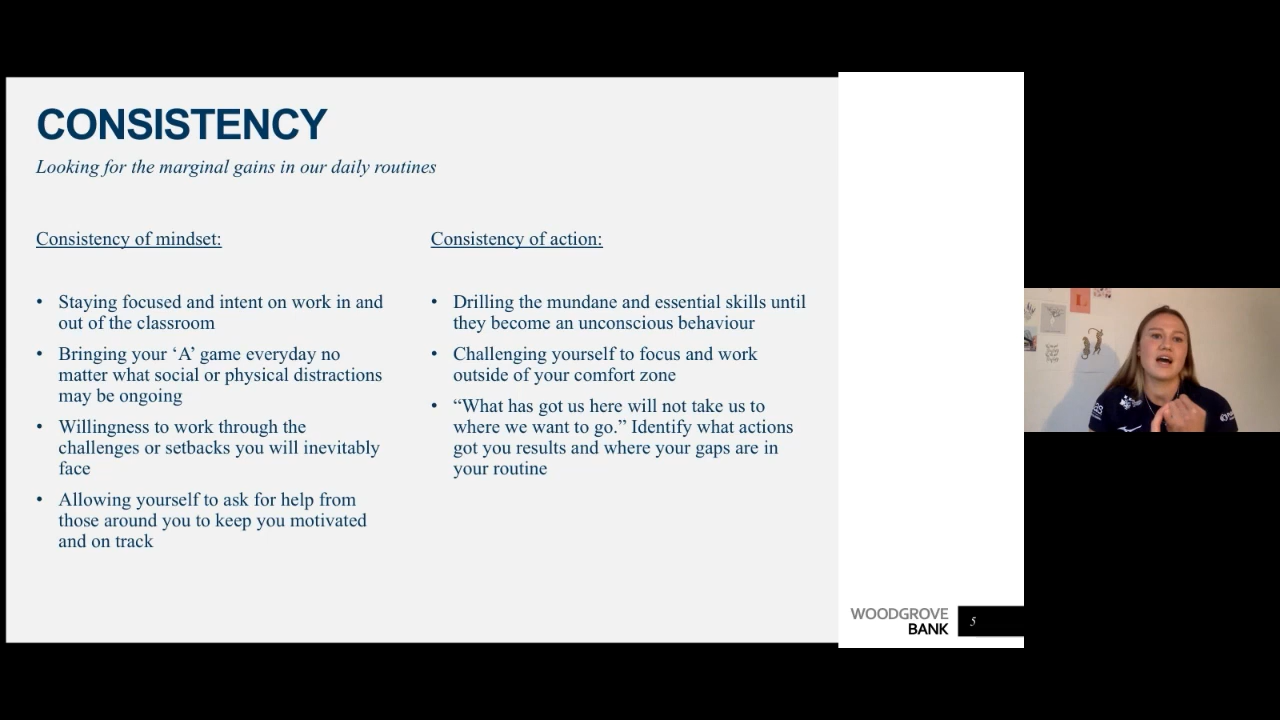 CONSISTENCY
Looking for the marginal gains in our daily routines
Consistency of mindset:
• Staying focused and intent on work in and
out of the classroom
• Bringing your ‘A’ game everyday no
matter what social or physical distractions
may be ongoing
• Willingness to work through the
challenges or setbacks you will inevitably
face
• Allowing yourself to ask for help from
those around you to keep you motivated
and on track
Consistency of action:
• Drilling the mundane and essential skills until
they become an unconscious behaviour
• Challenging yourself to focus and work
outside of your comfort zone
• “What has got us here will not take us to
where we want to go.” Identify what actions
got you results and where your gaps are in
your routine
WOODGROVE
BANK
5
L